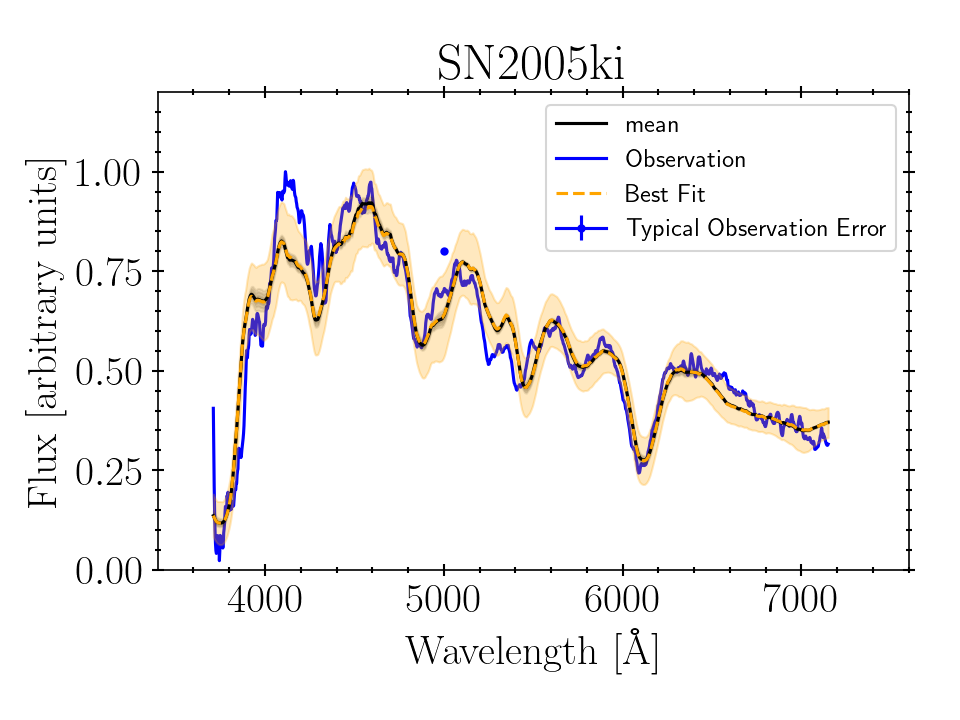 SN2005ki
mean
Observation
Best Fit
Typical Observation Error
1.00
0.75
0.50
0.25
0.00
Flux [arbitrary units]
4000 5000 6000 7000
Wavelength [Å]